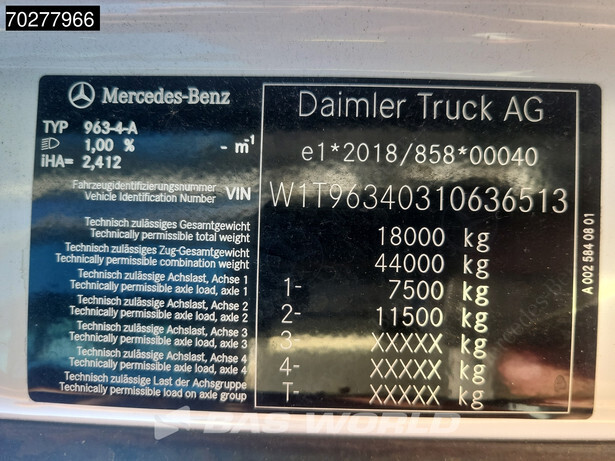 70277966
Mercedes-Benz
TYP 963-4-A
1,00 % - m⁻¹
iHA= 2,412
Daimler Truck AG
e1*2018/858*00040
Fahrzeugidentifizierungsnummer
Vehicle Identification Number VIN W1T96340310636513
Technisch zulässiges Gesamtgewicht
Technically permissible total weight 18000 kg
Technisch zulässiges Zug-Gesamtgewicht
Technically permissible combination weight 44000 kg
Technisch zulässige Achslast, Achse 1
Technically permissible axle load, axle 1 1- 7500 kg
Technisch zulässige Achslast, Achse 2
Technically permissible axle load, axle 2 2- 11500 kg
Technisch zulässige Achslast, Achse 3
Technically permissible axle load, axle 3 3- XXXXX kg
Technisch zulässige Achslast, Achse 4
Technically permissible axle load, axle 4 4- XXXXX kg
Technisch zulässige Last der Achsgruppe
Technically permissible load on axle group T- XXXXX kg
A 002 584 08 01
BAS WORLD